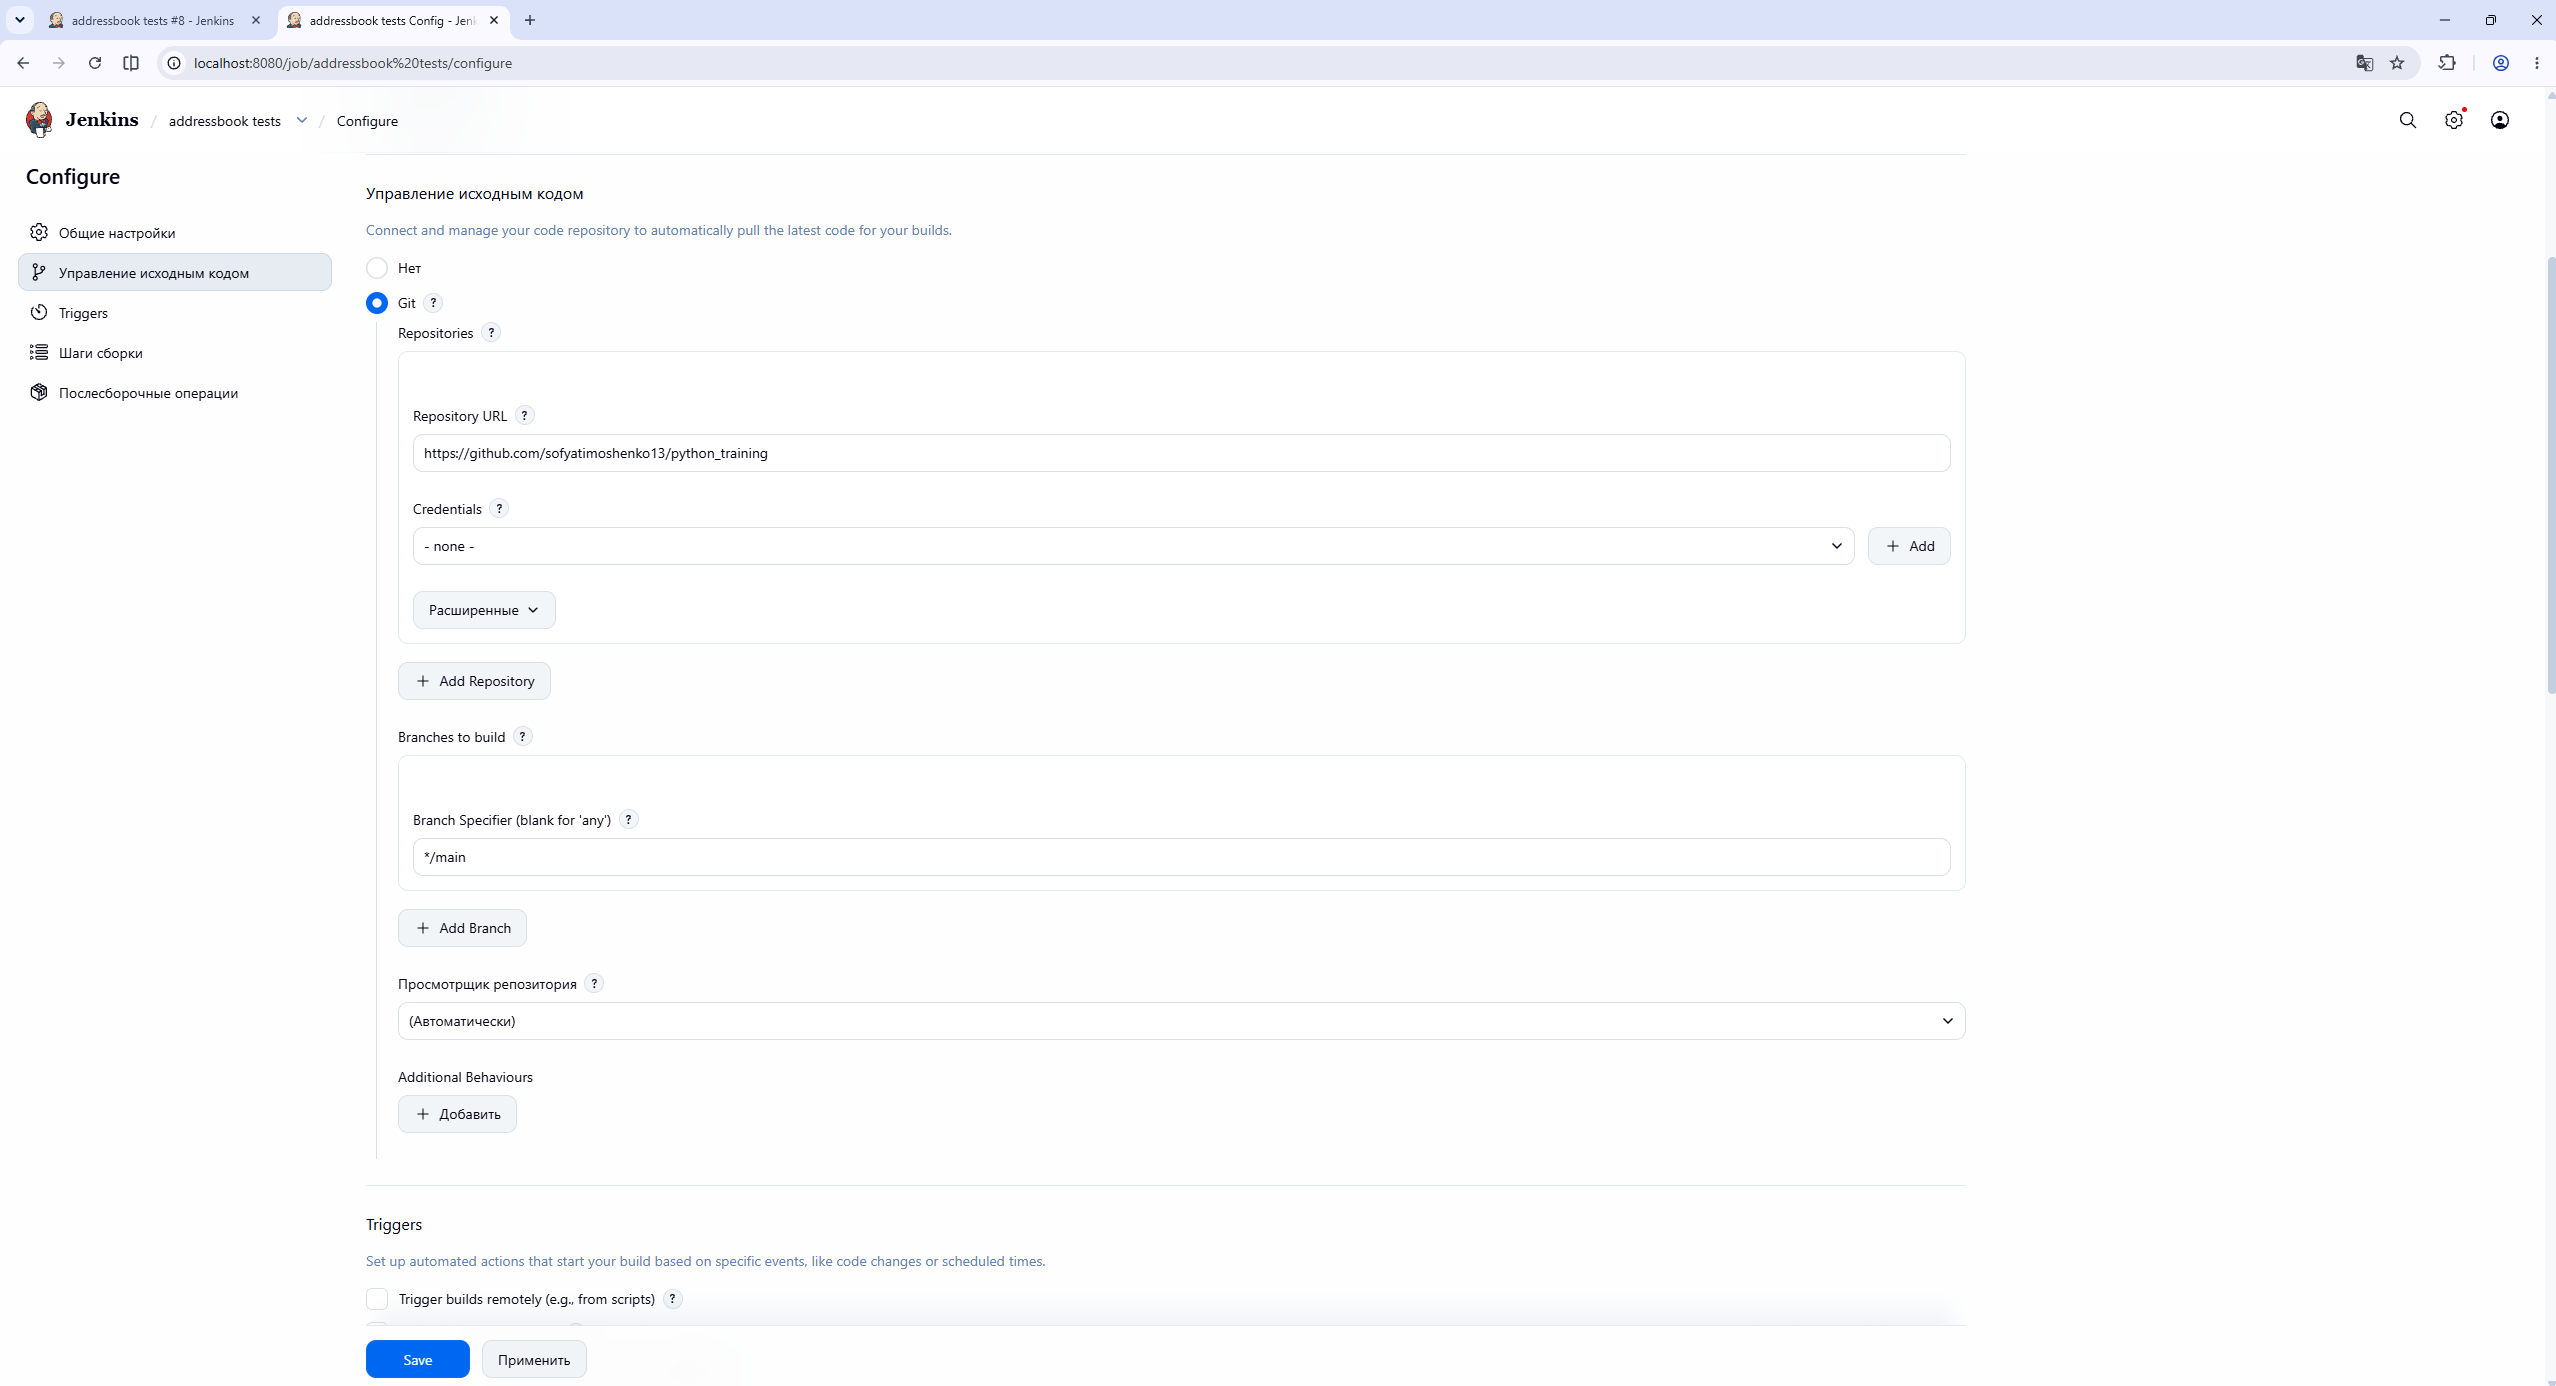 addressbook tests #8 - Jenkins
addressbook tests Config - Jen
localhost:8080/job/addressbook%20tests/configure
Jenkins / addressbook tests / Configure
Configure
Общие настройки
Управление исходным кодом
Triggers
Шаги сборки
Послесборочные операции
Управление исходным кодом
Connect and manage your code repository to automatically pull the latest code for your builds.
Нет
Git ?
Repositories ?
Repository URL ?
https://github.com/sofyatimoshenko13/python_training
Credentials ?
- none -
+ Add
Расширенные
+ Add Repository
Branches to build ?
Branch Specifier (blank for 'any') ?
*/main
+ Add Branch
Просмотрщик репозитория ?
(Автоматически)
Additional Behaviours
+ Добавить
Triggers
Set up automated actions that start your build based on specific events, like code changes or scheduled times.
Trigger builds remotely (e.g., from scripts) ?
Save
Применить